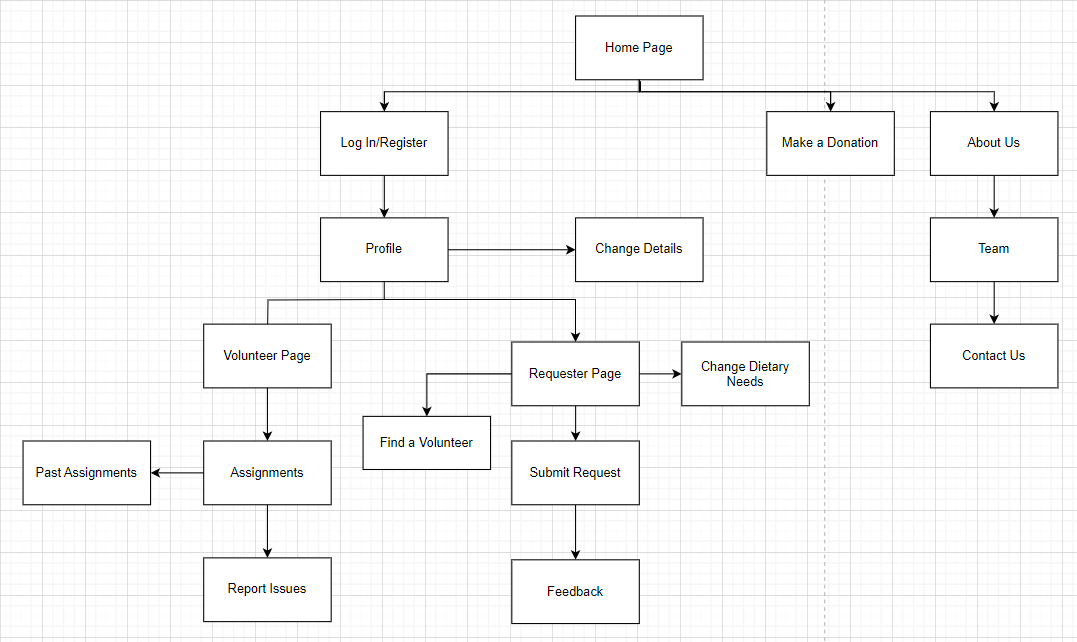 Home Page
Log In/Register
Make a Donation
About Us
Profile
Change Details
Team
Volunteer Page
Requester Page
Change Dietary
Needs
Contact Us
Find a Volunteer
Past Assignments
Assignments
Submit Request
Report Issues
Feedback